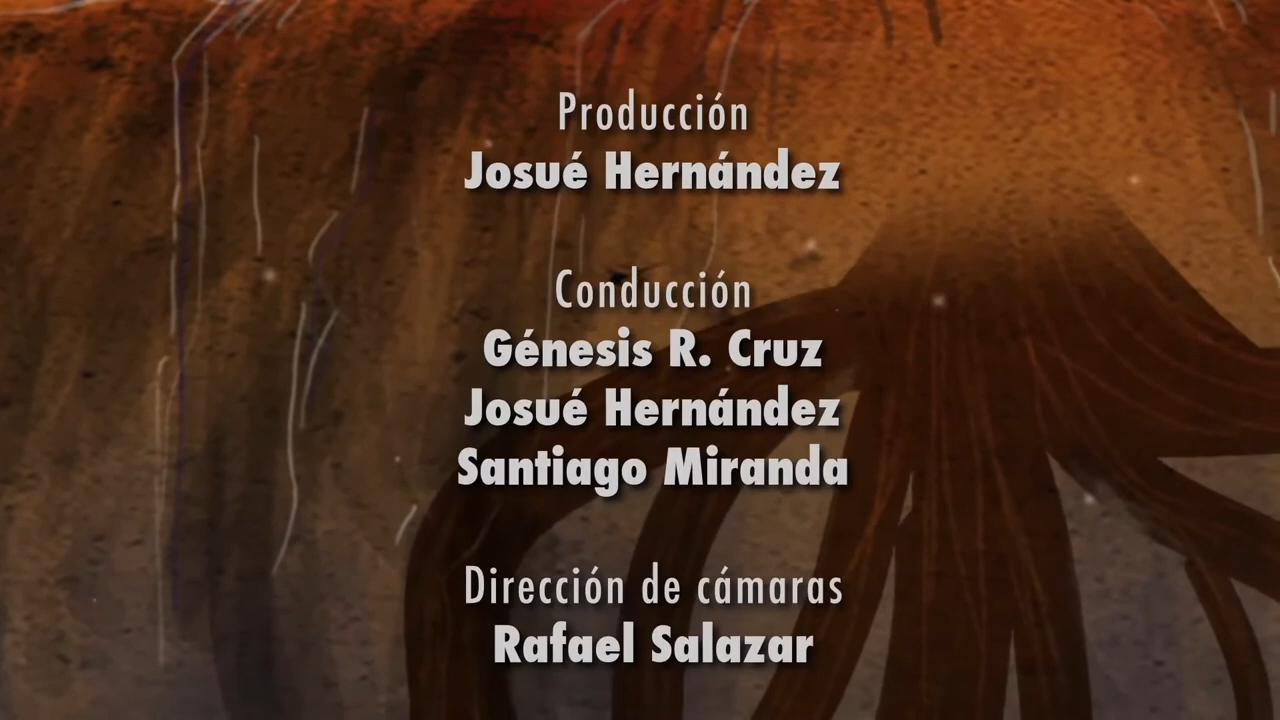 Producción
Josué Hernández
Conducción
Génesis R. Cruz
Josué Hernández
Santiago Miranda
Dirección de cámaras
Rafael Salazar